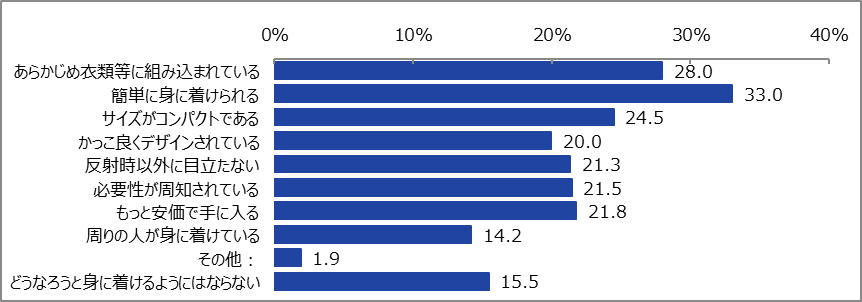 0% 10% 20% 30% 40%
あらかじめ衣類等に組み込まれている 28.0
簡単に身に着けられる 33.0
サイズがコンパクトである 24.5
かっこ良くデザインされている 20.0
反射時以外に目立たない 21.3
必要性が周知されている 21.5
もっと安価で手に入る 21.8
周りの人が身に着けている 14.2
その他： 1.9
どうなろうと身に着けるようにはならない 15.5